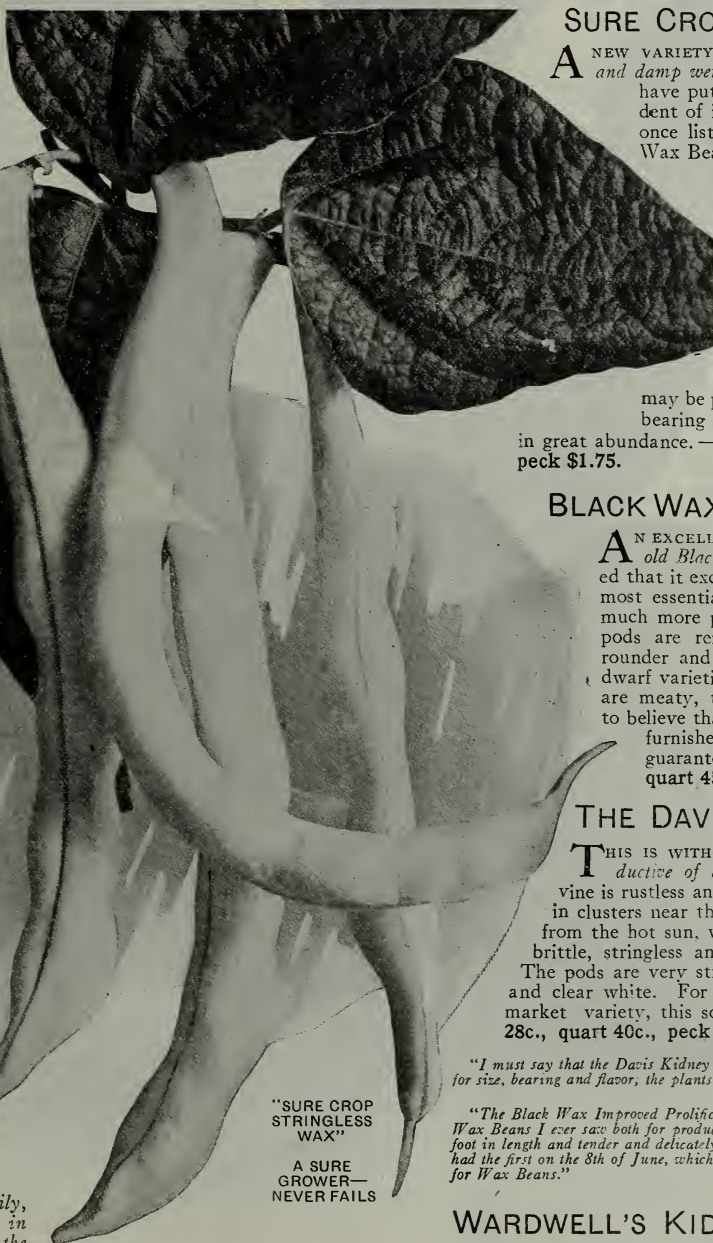 SURE CRO
A NEW VARIETY
and damp we
have put
dent of i
once list
Wax Bea
may be p
bearing
in great abundance.—
peck $1.75.
BLACK WAX
AN EXCELL
old Blac
ed that it exc
most essentia
much more p
pods are re
rounder and
dwarf varieti
are meaty, t
to believe tha
furnishe
guarant
quart 4
THE DAV
THIS IS WITH
ductive of
vine is rustless an
in clusters near th
from the hot sun, w
brittle, stringless an
The pods are very st
and clear white. For
market variety, this so
28c., quart 40c., peck
"I must say that the Davis Kidney
for size, bearing and flavor; the plants
"The Black Wax Improved Prolific
Wax Beans I ever saw both for produ
foot in length and tender and delicately
had the first on the 8th of June, which
for Wax Beans."
WARDWELL'S KID
"SURE CROP
STRINGLESS
WAX"
A SURE
GROWER—
NEVER FAILS
ily,
in
the